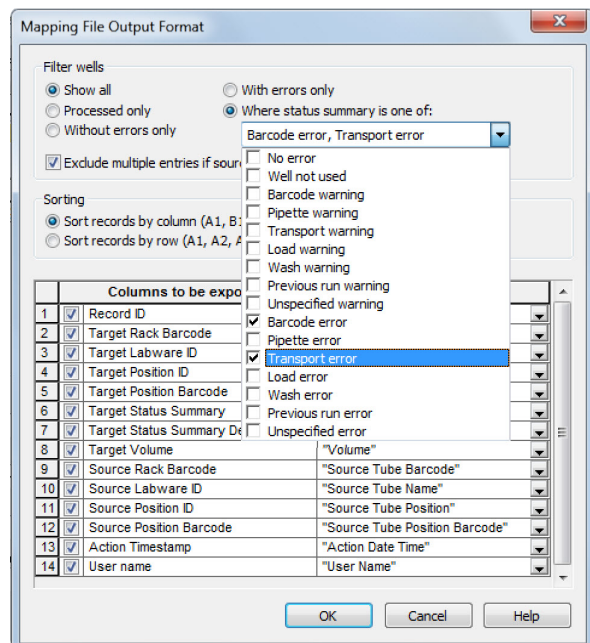 Mapping File Output Format
Filter wells
Show all
With errors only
Processed only
Where status summary is one of:
Without errors only
Barcode error, Transport error
Exclude multiple entries if sour
No error
Well not used
Barcode warning
Pipette warning
Transport warning
Load warning
Wash warning
Previous run warning
Unspecified warning
Barcode error
Pipette error
Transport error
Load error
Wash error
Previous run error
Unspecified error
Sorting
Sort records by column (A1, B1
Sort records by row (A1, A2, A
Columns to be expo
1 Record ID
2 Target Rack Barcode
3 Target Labware ID
4 Target Position ID
5 Target Position Barcode
6 Target Status Summary
7 Target Status Summary De
8 Target Volume "Volume"
9 Source Rack Barcode "Source Tube Barcode"
10 Source Labware ID "Source Tube Name"
11 Source Position ID "Source Tube Position"
12 Source Position Barcode "Source Tube Position Barcode"
13 Action Timestamp "Action Date Time"
14 User name "User Name"
OK Cancel Help